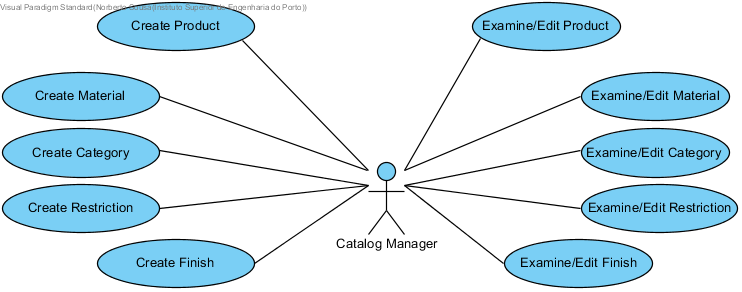 Visual Paradigm Standard(Norberto Sousa(Instituto Superior de Engenharia do Porto))
Create Product
Examine/Edit Product
Create Material
Examine/Edit Material
Create Category
Examine/Edit Category
Create Restriction
Examine/Edit Restriction
Catalog Manager
Create Finish
Examine/Edit Finish